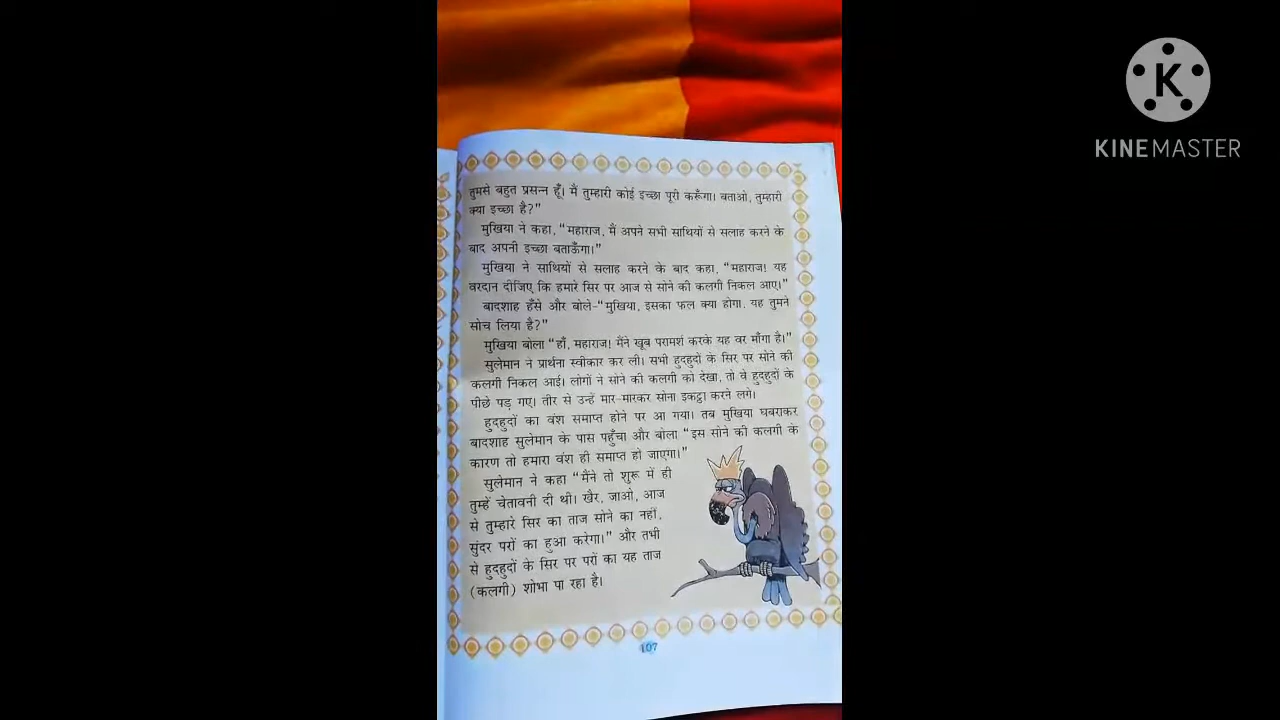 तुमसे बहुत प्रसन्न हूँ। मैं तुम्हारी कोई इच्छा पूरी करूँगा। बताओ, तुम्हारी
क्या इच्छा है?"
मुखिया ने कहा, "महाराज, मैं अपने सभी साथियों से सलाह करने के
बाद अपनी इच्छा बताऊँगा।"
मुखिया ने साथियों से सलाह करने के बाद कहा, "महाराज! यह
वरदान दीजिए कि हमारे सिर पर आज से सोने की कलगी निकल आए।"
बादशाह हँसे और बोले-"मुखिया, इसका फल क्या होगा, यह तुमने
सोच लिया है?"
मुखिया बोला "हाँ, महाराज! मैंने खूब परामर्श करके यह वर माँगा है।"
सुलेमान ने प्रार्थना स्वीकार कर ली। सभी हुदहुदों के सिर पर सोने की
कलगी निकल आई। लोगों ने सोने की कलगी को देखा, तो वे हुदहुदों के
पीछे पड़ गए। तीर से उन्हें मार-मारकर सोना इकट्ठा करने लगे।
हुदहुदों का वंश समाप्त होने पर आ गया। तब मुखिया घबराकर
बादशाह सुलेमान के पास पहुँचा और बोला "इस सोने की कलगी के
कारण तो हमारा वंश ही समाप्त हो जाएगा।"
सुलेमान ने कहा "मैंने तो शुरू में ही
तुम्हें चेतावनी दी थी। खैर, जाओ, आज
से तुम्हारे सिर का ताज सोने का नहीं,
सुंदर परों का हुआ करेगा।" और तभी
से हुदहुदों के सिर पर परों का यह ताज
(कलगी) शोभा पा रहा है।
107
K
KINEMASTER